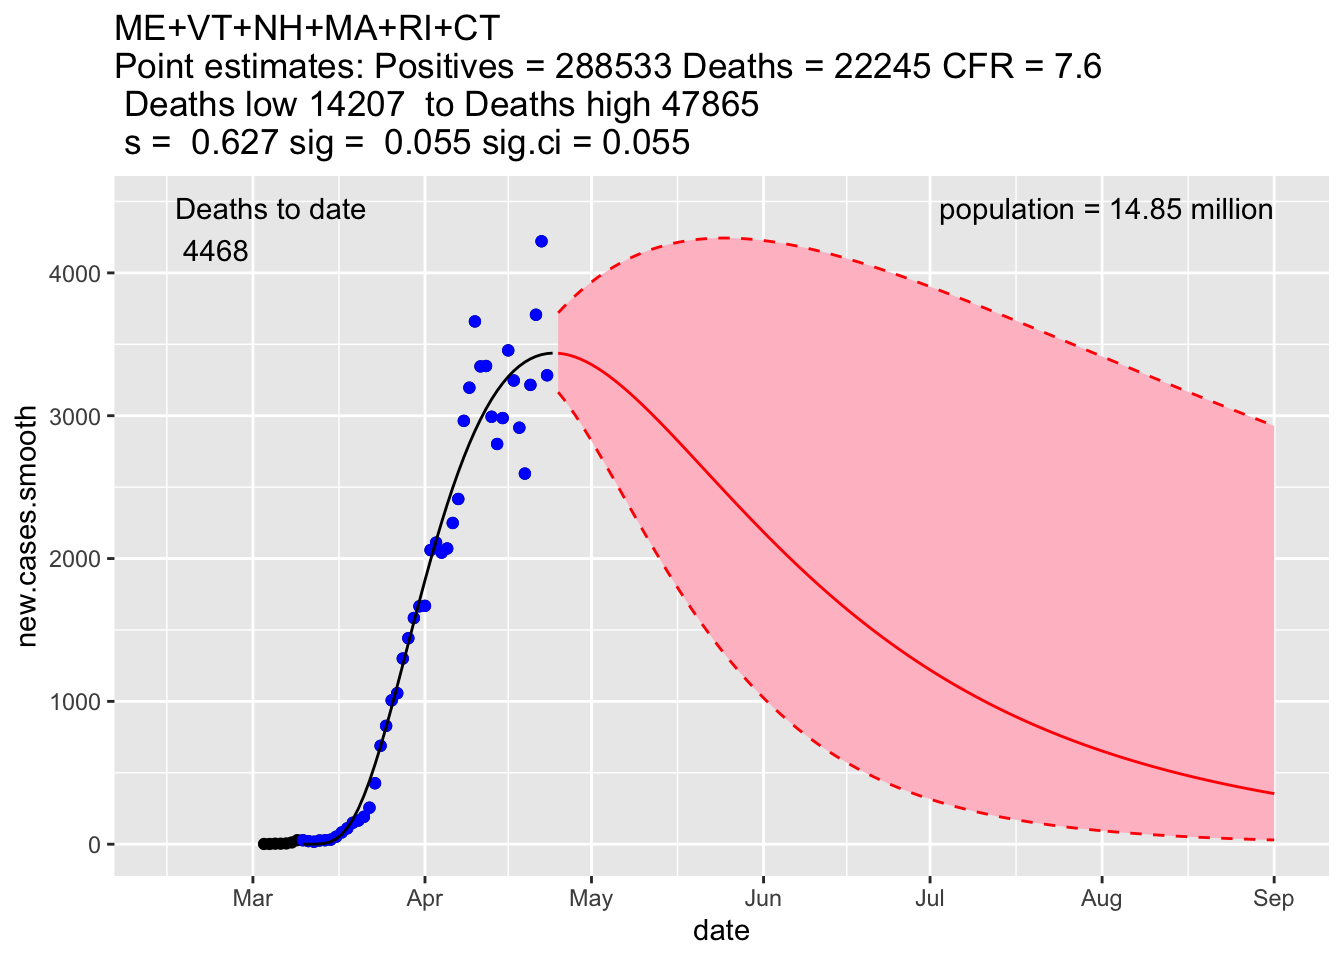 ME+VT+NH+MA+RI+CT
Point estimates: Positives = 288533 Deaths = 22245 CFR = 7.6
Deaths low 14207  to Deaths high 47865
s =  0.627 sig =  0.055 sig.ci = 0.055
Deaths to date
4468
population = 14.85 million
4000
3000
2000
1000
0
new.cases.smooth
Mar Apr May Jun Jul Aug Sep
date